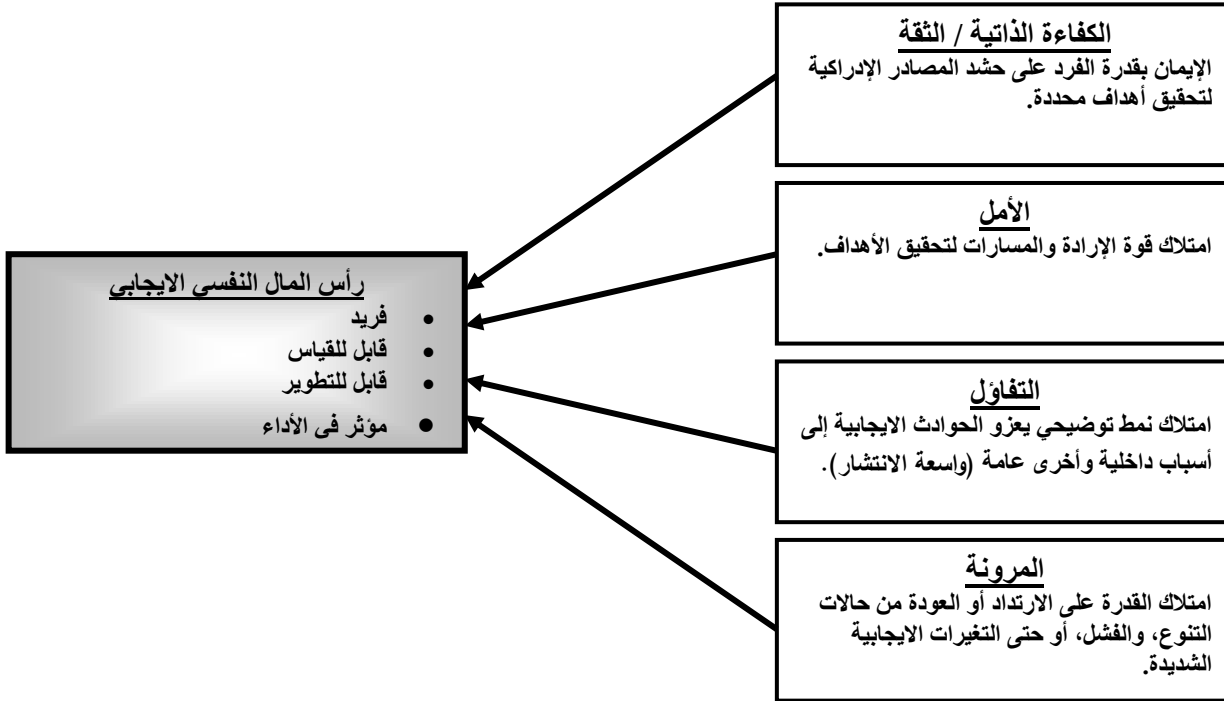 الكفاءة الذاتية / الثقة
الإيمان بقدرة الفرد على حشد المصادر الإدراكية
لتحقيق أهداف محددة.
الأمل
امتلاك قوة الإرادة والمسارات لتحقيق الأهداف.
التفاؤل
امتلاك نمط توضيحي يعزو الحوادث الايجابية إلى
أسباب داخلية وأخرى عامة (واسعة الانتشار).
المرونة
امتلاك القدرة على الارتداد أو العودة من حالات
التنوع، والفشل، أو حتى التغيرات الايجابية
الشديدة.
رأس المال النفسي الايجابي
• فريد
• قابل للقياس
• قابل للتطوير
• مؤثر في الأداء